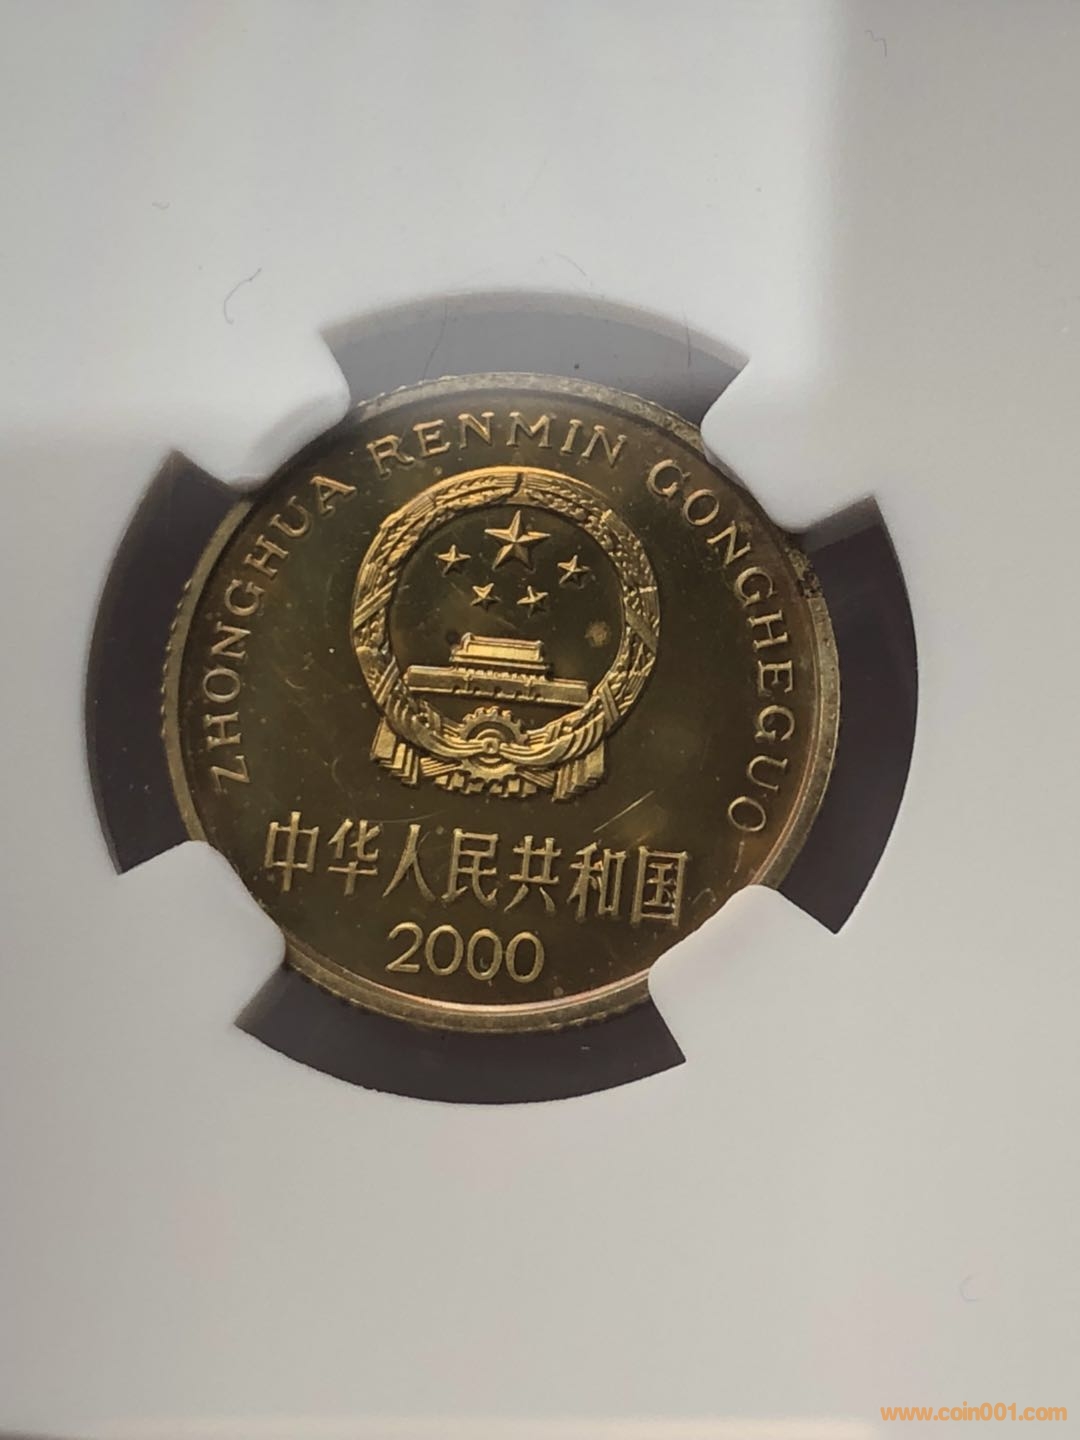 ZHONGHUA RENMIN GONGHEGUO
中华人民共和国
2000
www.coin001.com